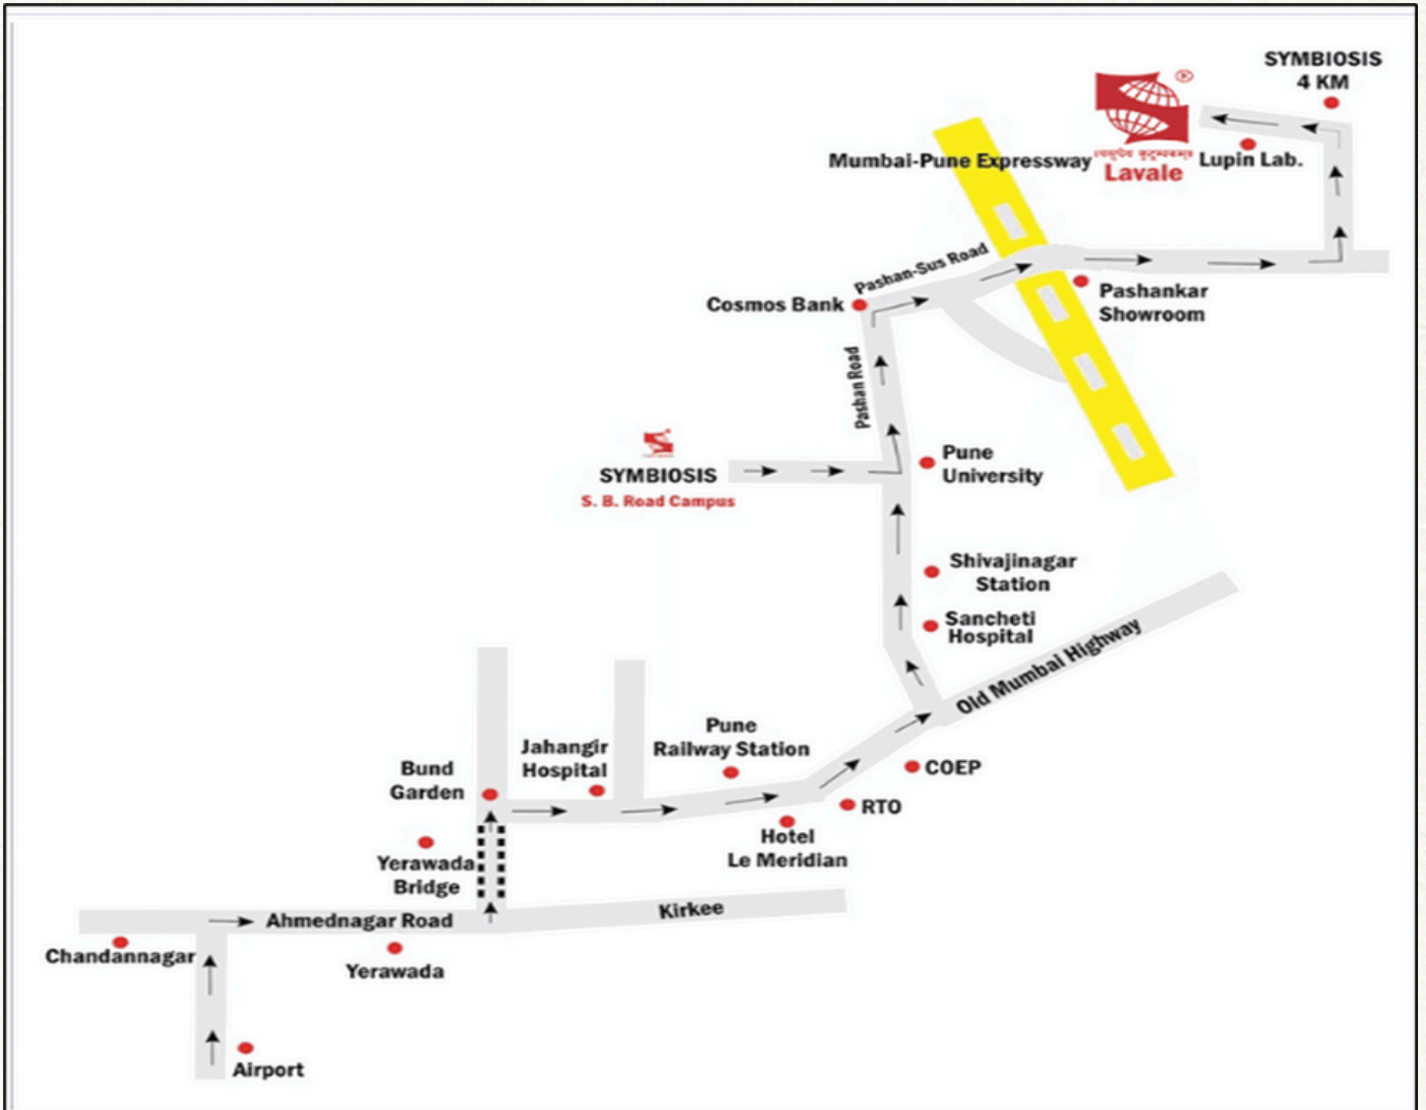 SYMBIOSIS
4 KM
®
Mumbai-Pune Expressway
वसुधैव कुटुम्बकम्
Lavale
Lupin Lab.
Pashan-Sus Road
Cosmos Bank
Pashankar
Showroom
Pashan Road
SYMBIOSIS
S. B. Road Campus
Pune
University
Shivajinagar
Station
Sancheti
Hospital
Old Mumbai Highway
Pune
Railway Station
Jahangir
Hospital
Bund
Garden
COEP
RTO
Hotel
Le Meridian
Yerawada
Bridge
Ahmednagar Road
Kirkee
Chandannagar
Yerawada
Airport